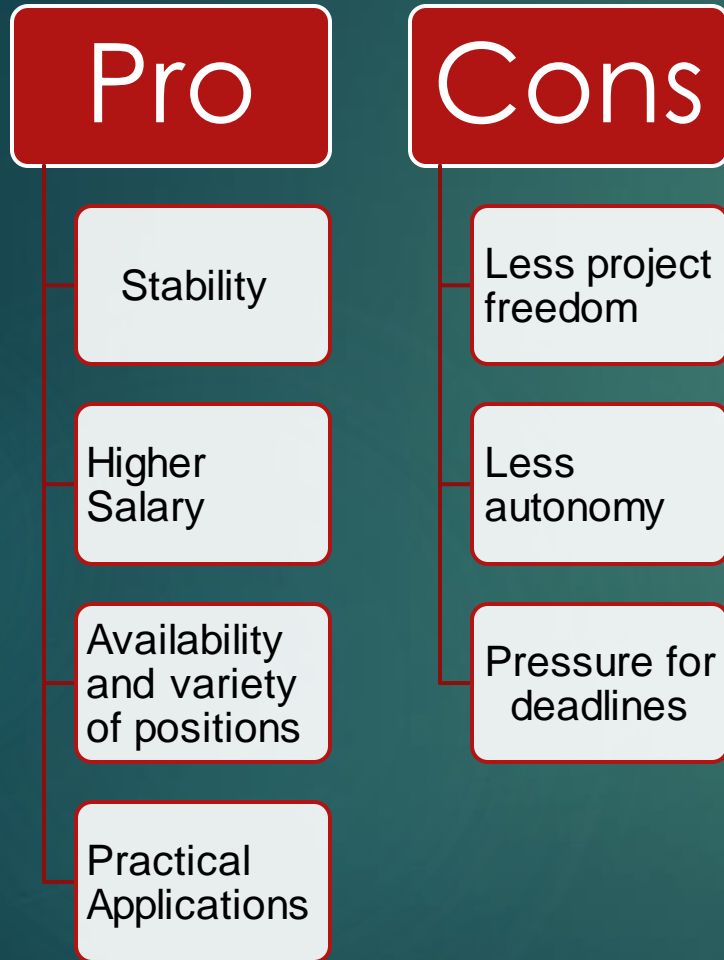 Pro
Stability
Higher
Salary
Availability
and variety
of positions
Practical
Applications
Cons
Less project
freedom
Less
autonomy
Pressure for
deadlines